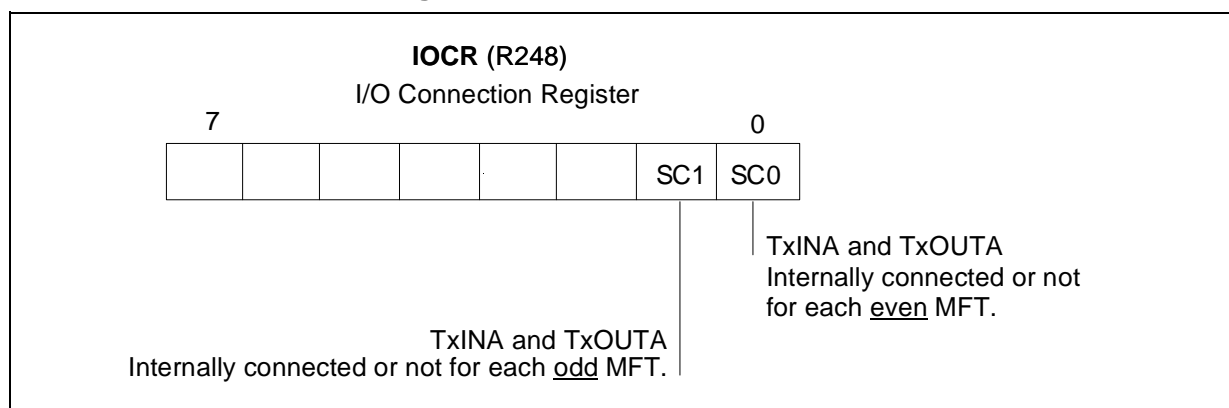 IOCR (R248)
I/O Connection Register
7 0
SC1 SC0
TxINA and TxOUTA
Internally connected or not
for each even MFT.
TxINA and TxOUTA
Internally connected or not for each odd MFT.